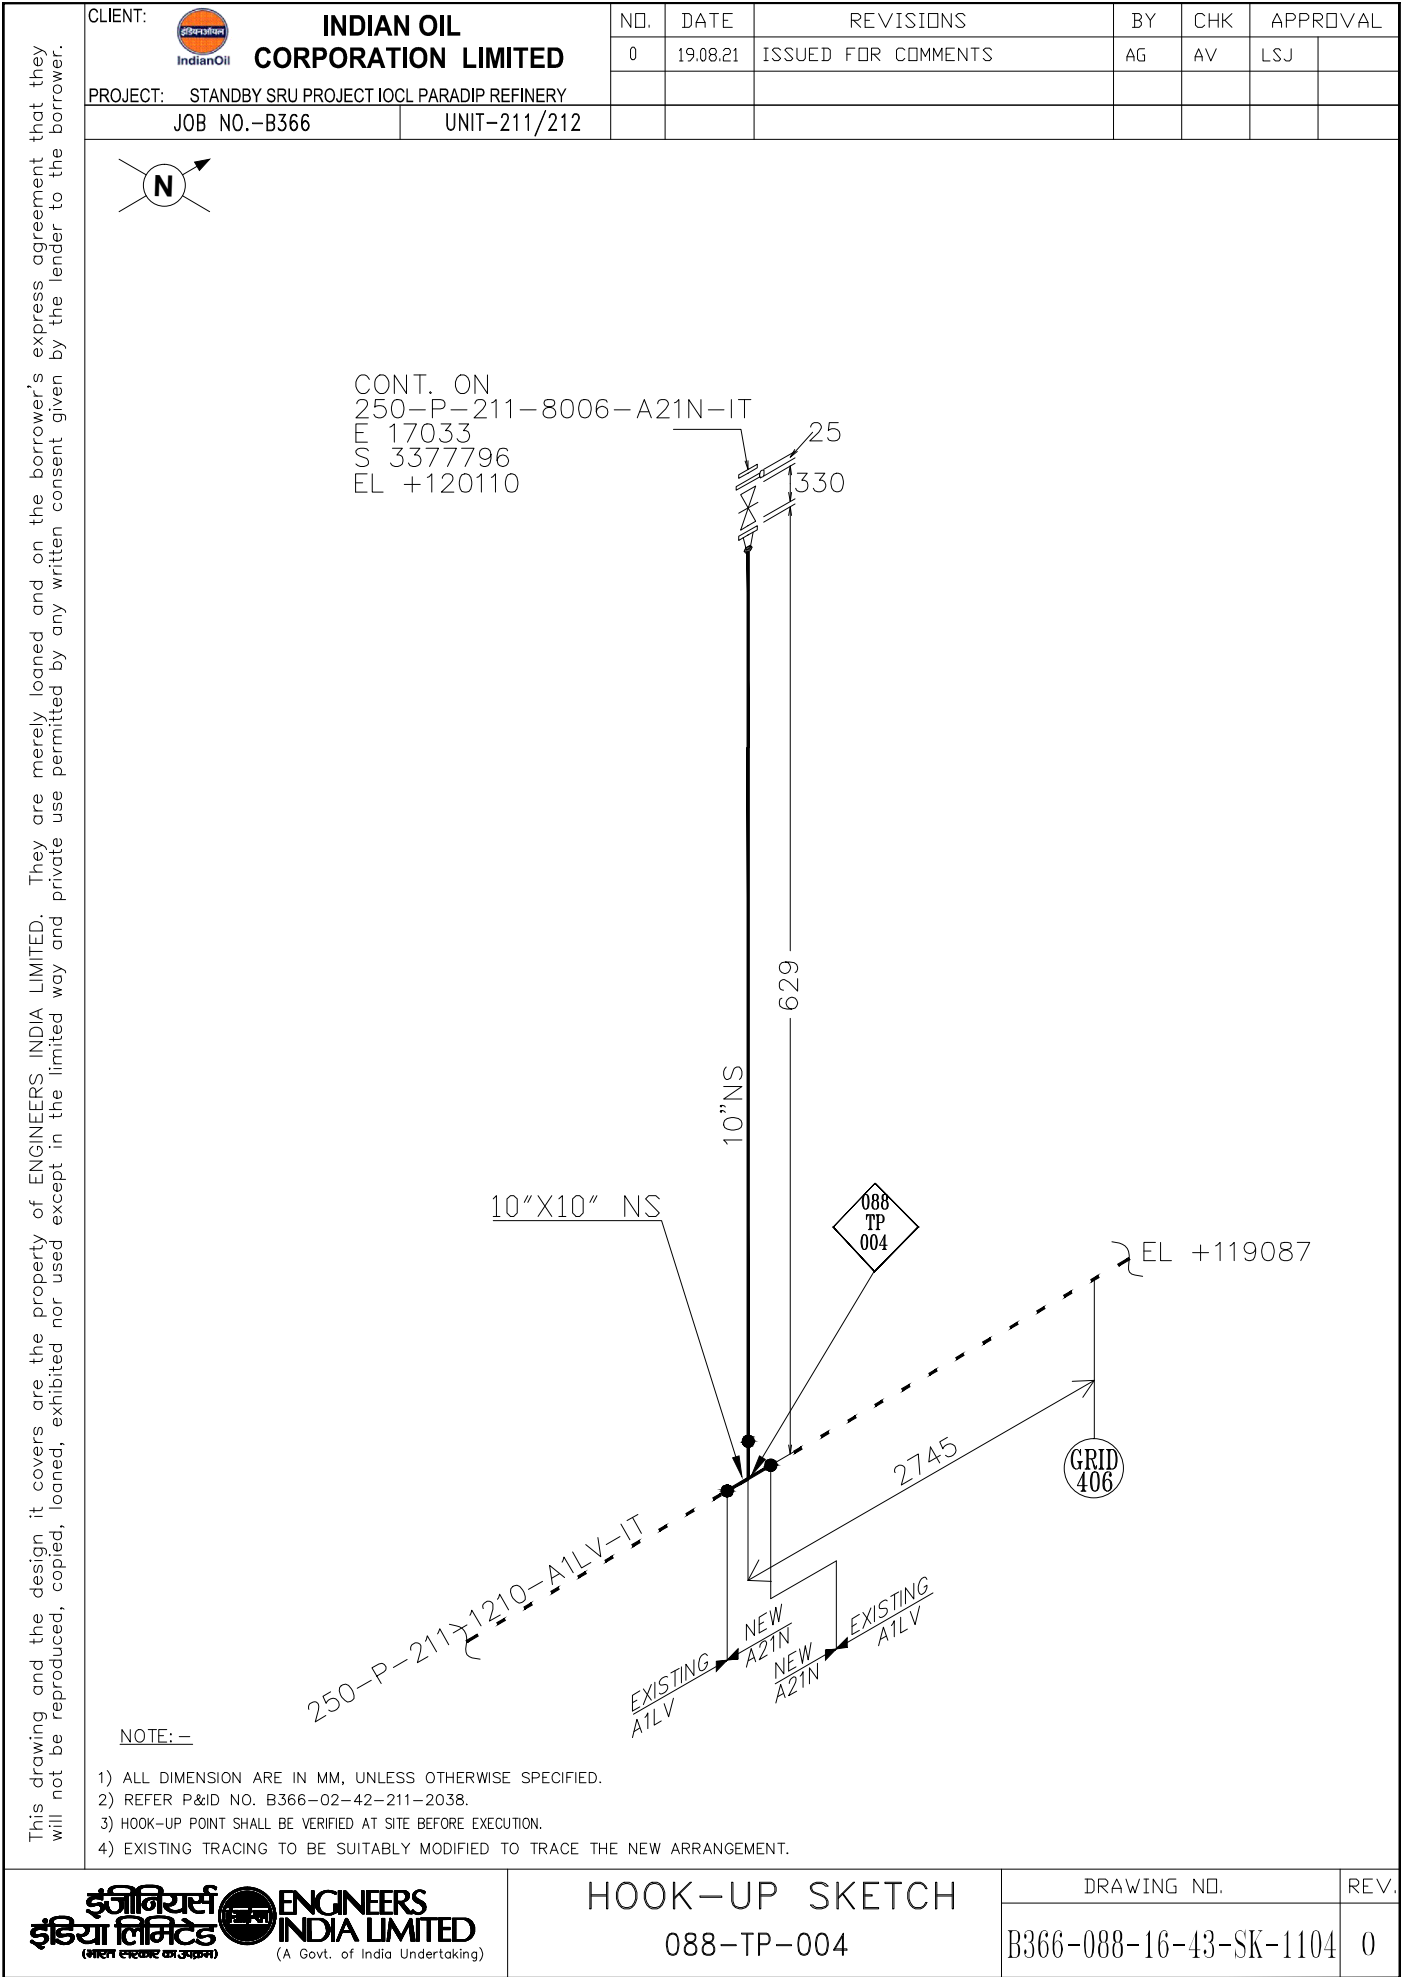 CLIENT:
इंडियनऑयल
IndianOil
INDIAN OIL
CORPORATION LIMITED
PROJECT: STANDBY SRU PROJECT IOCL PARADIP REFINERY
JOB NO.-B366 UNIT-211/212
NO. DATE REVISIONS BY CHK APPROVAL
0 19.08.21 ISSUED FOR COMMENTS AG AV LSJ
This drawing and the design it covers are the property of ENGINEERS INDIA LIMITED. They are merely loaned and on the borrower's express agreement that they
will not be reproduced, copied, loaned, exhibited nor used except in the limited way and private use permitted by any written consent given by the lender to the borrower.
N
CONT. ON
250-P-211-8006-A21N-IT
E 17033
S 3377796
EL +120110
25
330
629
10"NS
10"X10" NS
088
TP
004
EL +119087
2745
GRID
406
250-P-211-1210-A1LV-IT
EXISTING
A1LV
NEW
A21N
NEW
A21N
EXISTING
A1LV
NOTE:-
1) ALL DIMENSION ARE IN MM, UNLESS OTHERWISE SPECIFIED.
2) REFER P&ID NO. B366-02-42-211-2038.
3) HOOK-UP POINT SHALL BE VERIFIED AT SITE BEFORE EXECUTION.
4) EXISTING TRACING TO BE SUITABLY MODIFIED TO TRACE THE NEW ARRANGEMENT.
इंजीनियर्स
इंडिया लिमिटेड
(भारत सरकार का उपक्रम)
ENGINEERS
INDIA LIMITED
(A Govt. of India Undertaking)
HOOK-UP SKETCH
088-TP-004
DRAWING NO. REV.
B366-088-16-43-SK-1104 0